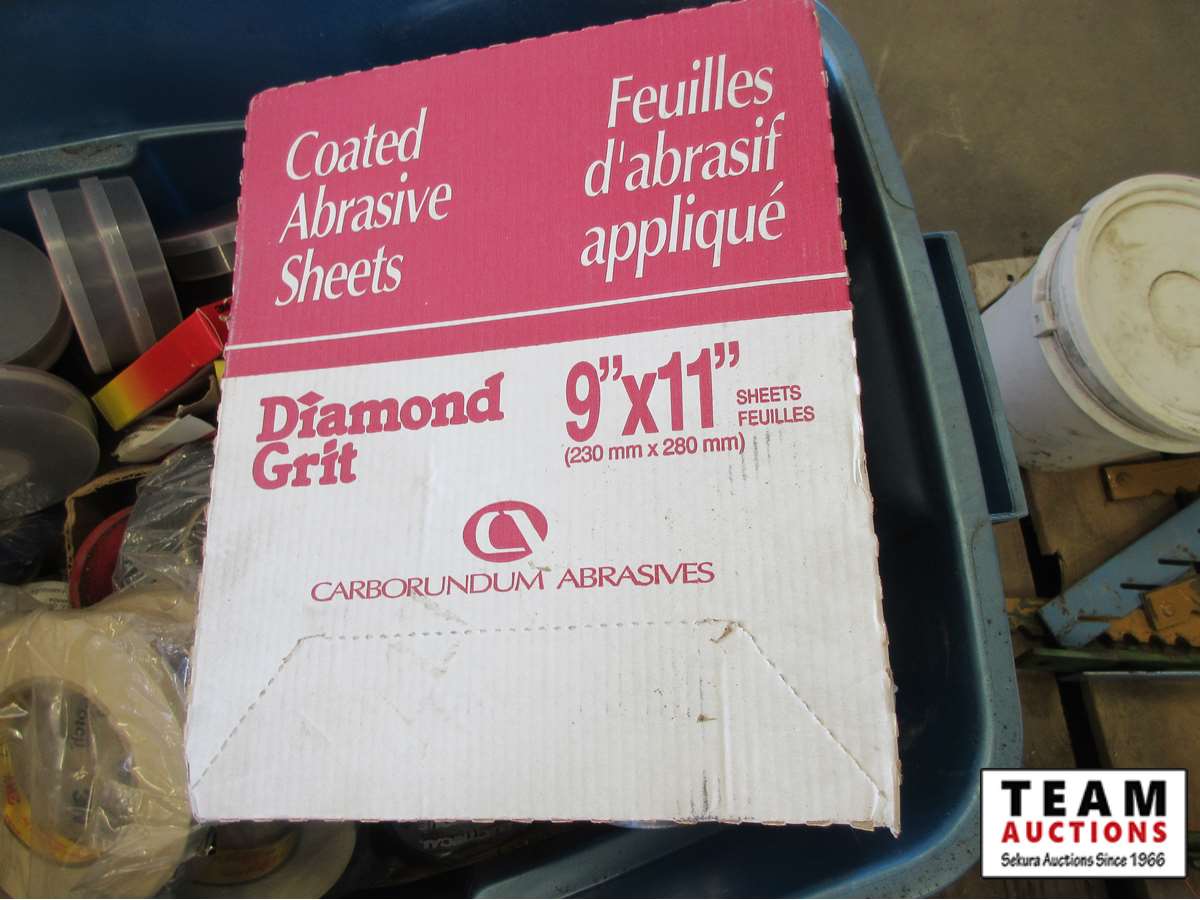 Coated
Abrasive
Sheets
Feuilles
d'abrasif
appliqué
Diamond
Grit
9”x11”
SHEETS
FEUILLES
(230 mm x 280 mm)
CARBORUNDUM ABRASIVES
TEAM
AUCTIONS
Sekura Auctions Since 1966